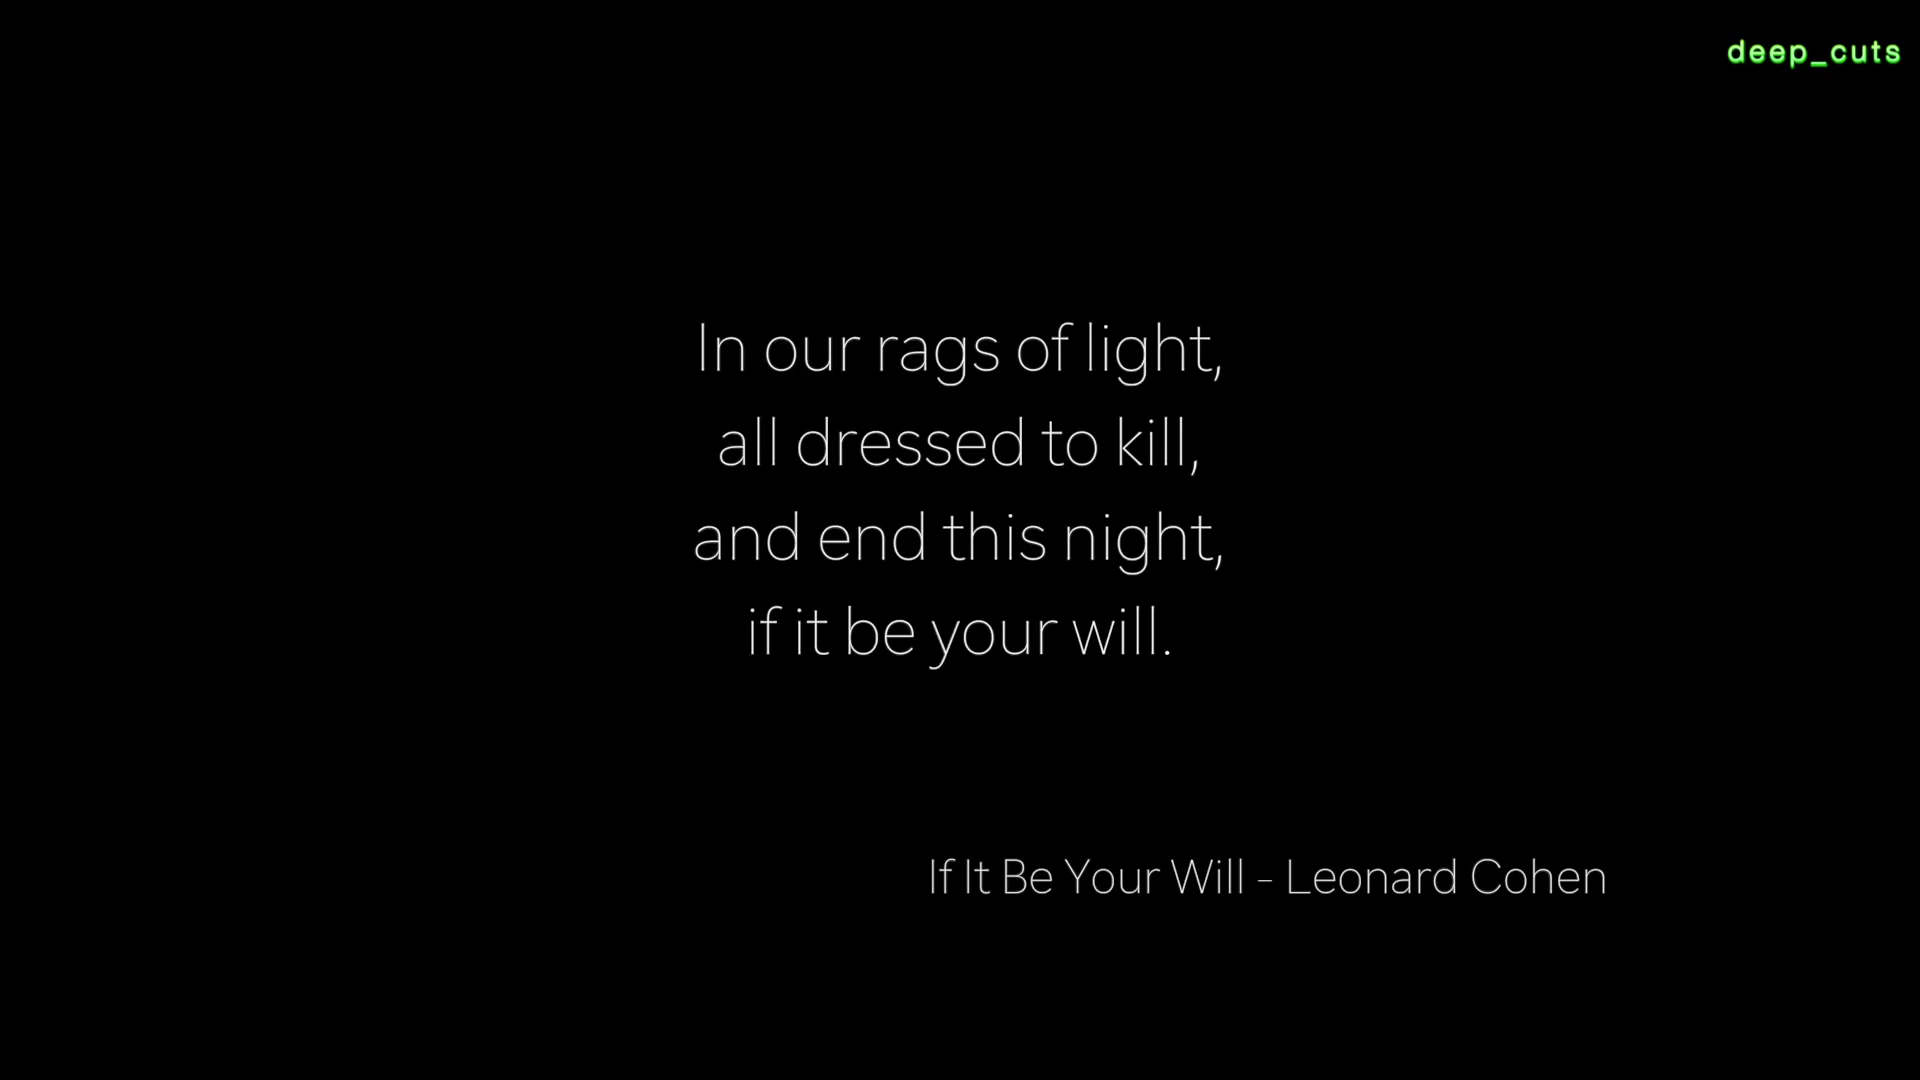 deep_cuts
In our rags of light,
all dressed to kill,
and end this night,
if it be your will.
If It Be Your Will - Leonard Cohen